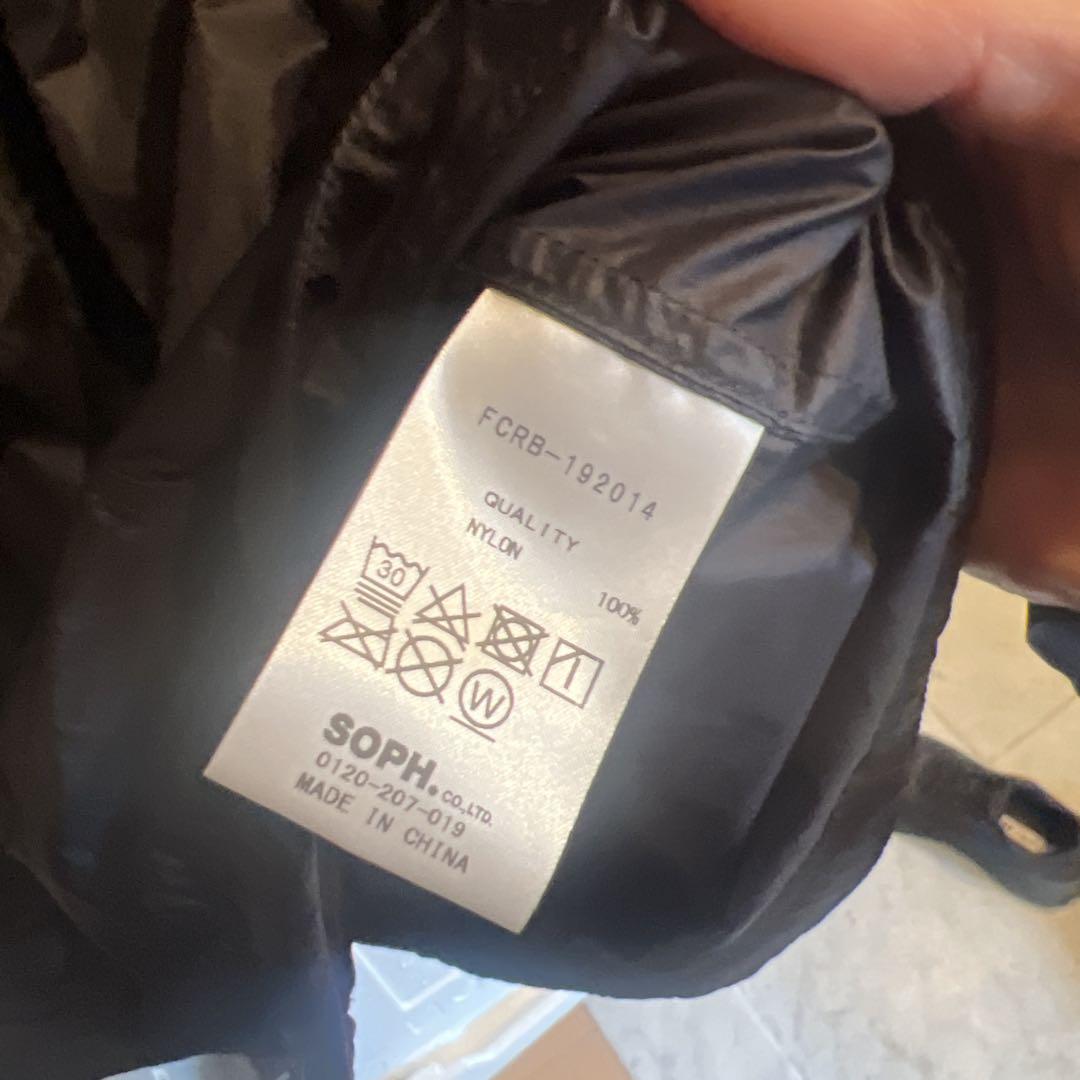 FCRB-192014
QUALITY
NYLON 100%
30
W
SOPH. CO.,LTD.
0120-207-019
MADE IN CHINA